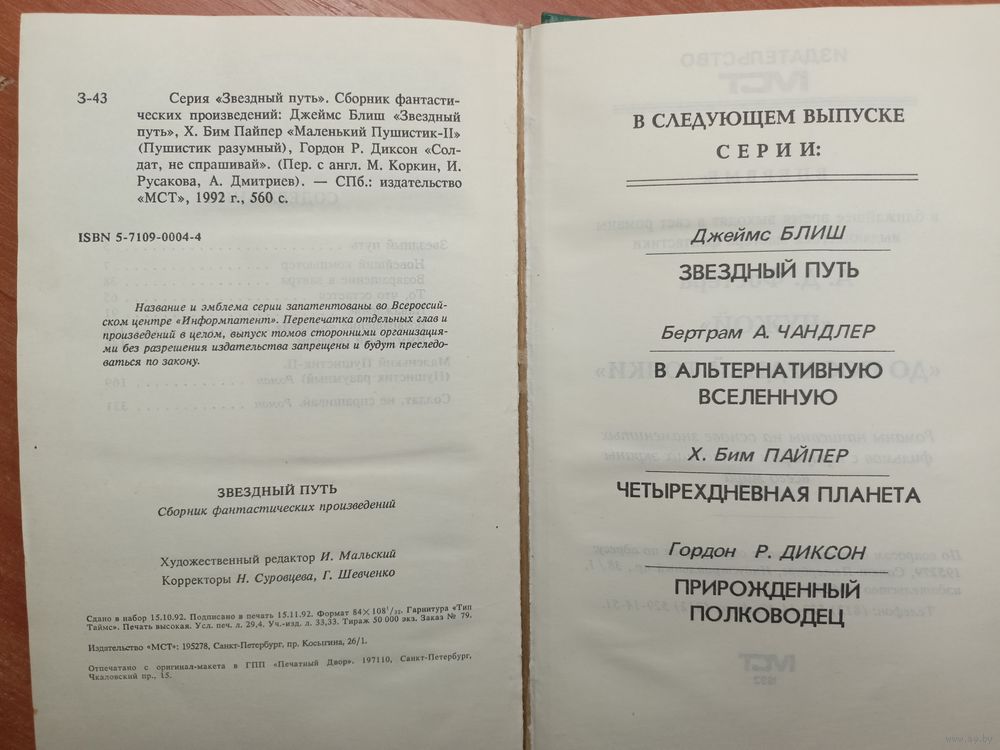 З-43
Серия «Звездный путь». Сборник фантасти-
ческих произведений: Джеймс Блиш «Звездный
путь», Х. Бим Пайпер «Маленький Пушистик-II»
(Пушистик разумный), Гордон Р. Диксон «Сол-
дат, не спрашивай». (Пер. с англ. М. Коркин, И.
Русакова, А. Дмитриев). — СПб.: издательство
«МСТ», 1992 г., 560 с.
ISBN 5-7109-0004-4
Название и эмблема серии запатентованы во Всероссий-
ском центре «Информпатент». Перепечатка отдельных глав и
произведений в целом, выпуск томов сторонними организация-
ми без разрешения издательства запрещены и будут преследо-
ваться по закону.
ЗВЕЗДНЫЙ ПУТЬ
Сборник фантастических произведений
Художественный редактор И. Мальский
Корректоры Н. Суровцева, Г. Шевченко
Сдано в набор 15.10.92. Подписано в печать 15.11.92. Формат 84×108 1/32. Гарнитура «Тип
Таймс». Печать высокая. Усл. печ. л. 29,4. Уч.-изд. л. 33,33. Тираж 50 000 экз. Заказ № 79.
Издательство «МСТ»: 195278, Санкт-Петербург, пр. Косыгина, 26/1.
Отпечатано с оригинал-макета в ГПП «Печатный Двор». 197110, Санкт-Петербург,
Чкаловский пр., 15.
В СЛЕДУЮЩЕМ ВЫПУСКЕ
СЕРИИ:
Джеймс БЛИШ
ЗВЕЗДНЫЙ ПУТЬ
Бертрам А. ЧАНДЛЕР
В АЛЬТЕРНАТИВНУЮ
ВСЕЛЕННУЮ
Х. Бим ПАЙПЕР
ЧЕТЫРЕХДНЕВНАЯ ПЛАНЕТА
Гордон Р. ДИКСОН
ПРИРОЖДЕННЫЙ
ПОЛКОВОДЕЦ
www.ay.by